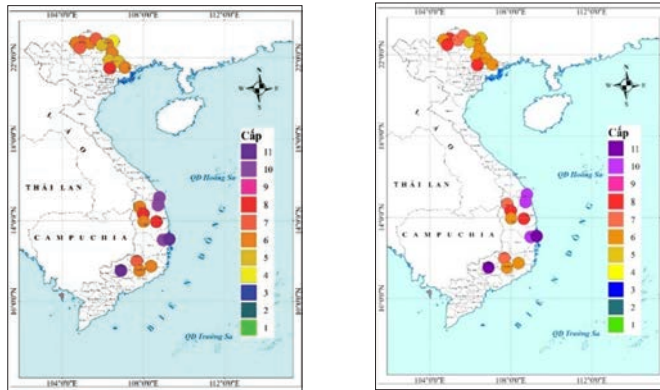 22°0'0"N
N
W E
S
L À O
Cấp
11
10
9
8
7
6
5
4
3
2
1
QĐ Hoàng Sa
THÁI LAN
14°0'0"N
CAMPUCHIA
BIỂN ĐÔNG
QĐ Trường Sa
104°0'0"E 108°0'0"E 112°0'0"E
22°0'0"N
N
W E
S
L À O
Cấp
11
10
9
8
7
6
5
4
3
2
1
QĐ Hoàng Sa
THÁI LAN
14°0'0"N
CAMPUCHIA
BIỂN ĐÔNG
QĐ Trường Sa
104°0'0"E 108°0'0"E 112°0'0"E